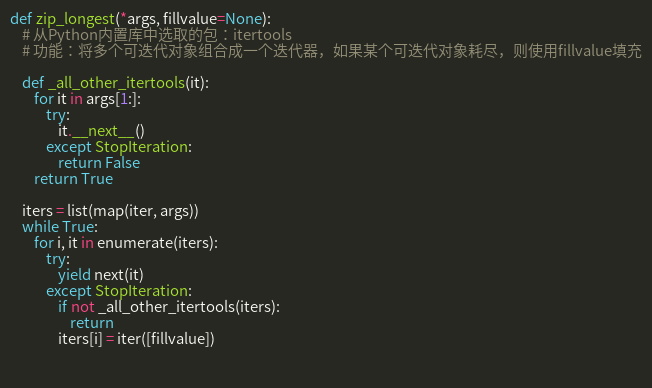 def zip_longest(*args, fillvalue=None):
    # 从Python内置库中选取的包：itertools
    # 功能：将多个可迭代对象组合成一个迭代器，如果某个可迭代对象耗尽，则使用fillvalue填充

    def _all_other_itertools(it):
        for it in args[1:]:
            try:
                it.__next__()
            except StopIteration:
                return False
        return True

    iters = list(map(iter, args))
    while True:
        for i, it in enumerate(iters):
            try:
                yield next(it)
            except StopIteration:
                if not _all_other_itertools(iters):
                    return
                iters[i] = iter([fillvalue])